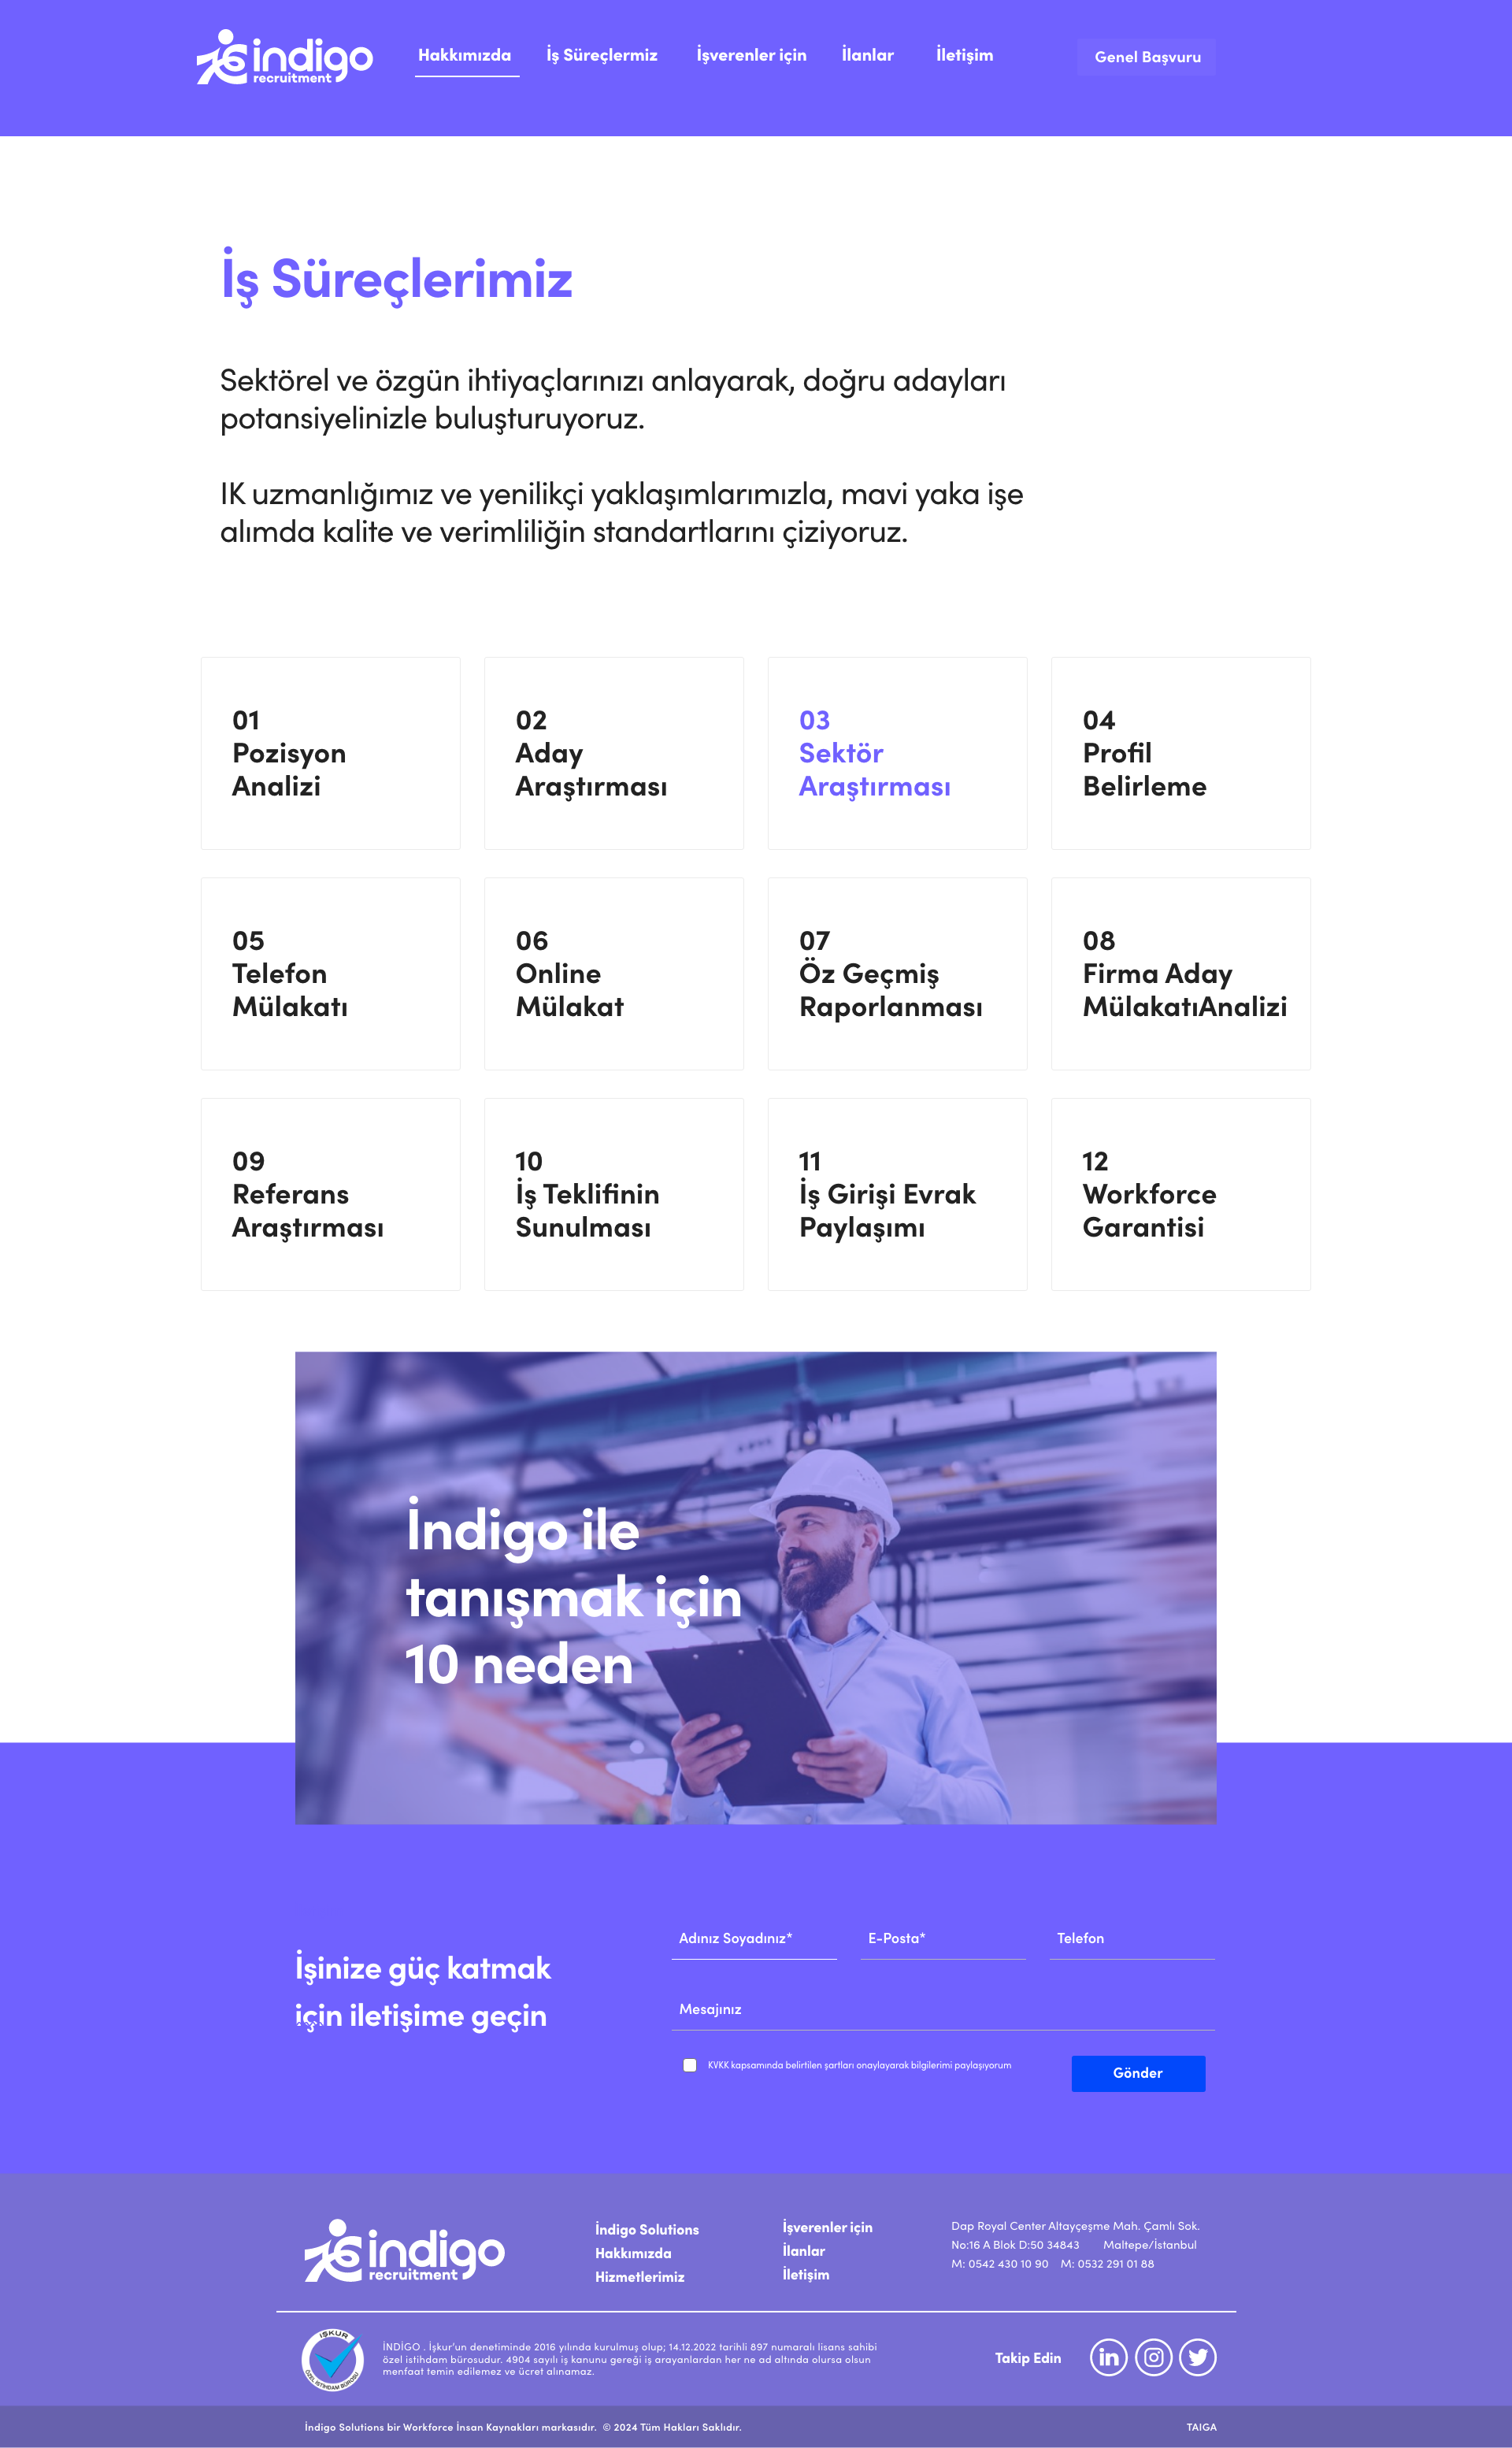 indigo
recruitment
Hakkımızda
İş Süreçlermiz
İşverenler için
İlanlar
İletişim
Genel Başvuru
İş Süreçlerimiz
Sektörel ve özgün ihtiyaçlarınızı anlayarak, doğru adayları
potansiyelinizle buluşturuyoruz.
IK uzmanlığımız ve yenilikçi yaklaşımlarımızla, mavi yaka işe
alımda kalite ve verimliliğin standartlarını çiziyoruz.
01
Pozisyon
Analizi
02
Aday
Araştırması
03
Sektör
Araştırması
04
Profil
Belirleme
05
Telefon
Mülakatı
06
Online
Mülakat
07
Öz Geçmiş
Raporlanması
08
Firma Aday
MülakatıAnalizi
09
Referans
Araştırması
10
İş Teklifinin
Sunulması
11
İş Girişi Evrak
Paylaşımı
12
Workforce
Garantisi
İndigo ile
tanışmak için
10 neden
İşinize güç katmak
için iletişime geçin
Adınız Soyadınız*
E-Posta*
Telefon
Mesajınız
KVKK kapsamında belirtilen şartları onaylayarak bilgilerimi paylaşıyorum
Gönder
indigo
recruitment
İndigo Solutions
Hakkımızda
Hizmetlerimiz
İşverenler için
İlanlar
İletişim
Dap Royal Center Altayçeşme Mah. Çamlı Sok.
No:16 A Blok D:50 34843 Maltepe/İstanbul
M: 0542 430 10 90 M: 0532 291 01 88
İŞKUR
ÖZEL İSTİHDAM BÜROSU
İNDİGO . İşkur'un denetiminde 2016 yılında kurulmuş olup; 14.12.2022 tarihli 897 numaralı lisans sahibi
özel istihdam bürosudur. 4904 sayılı iş kanunu gereği iş arayanlardan her ne ad altında olursa olsun
menfaat temin edilemez ve ücret alınamaz.
Takip Edin
in
İndigo Solutions bir Workforce İnsan Kaynakları markasıdır. © 2024 Tüm Hakları Saklıdır.
TAIGA